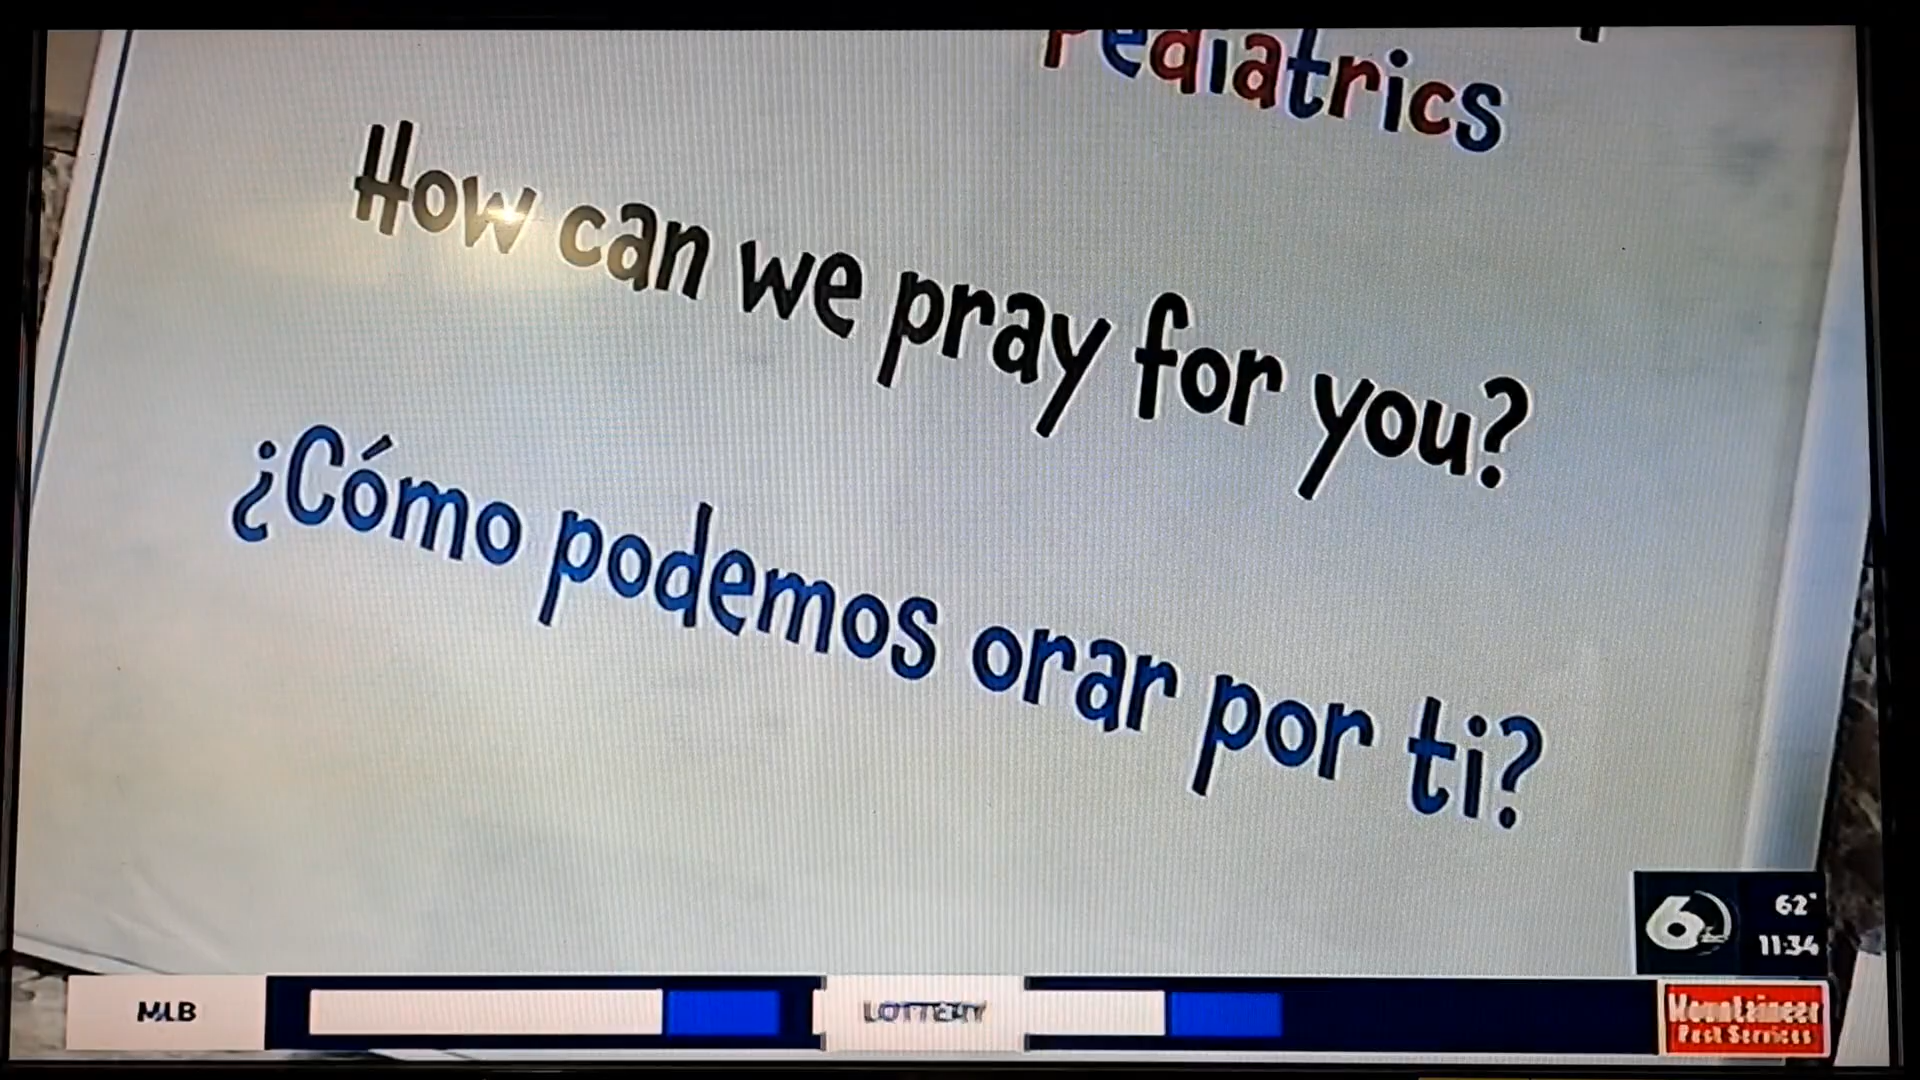 Pediatrics
How can we pray for you?
¿Cómo podemos orar por ti?
6
62°
11:34
MLB
LOTTERY
Mountaineer
Pest Services